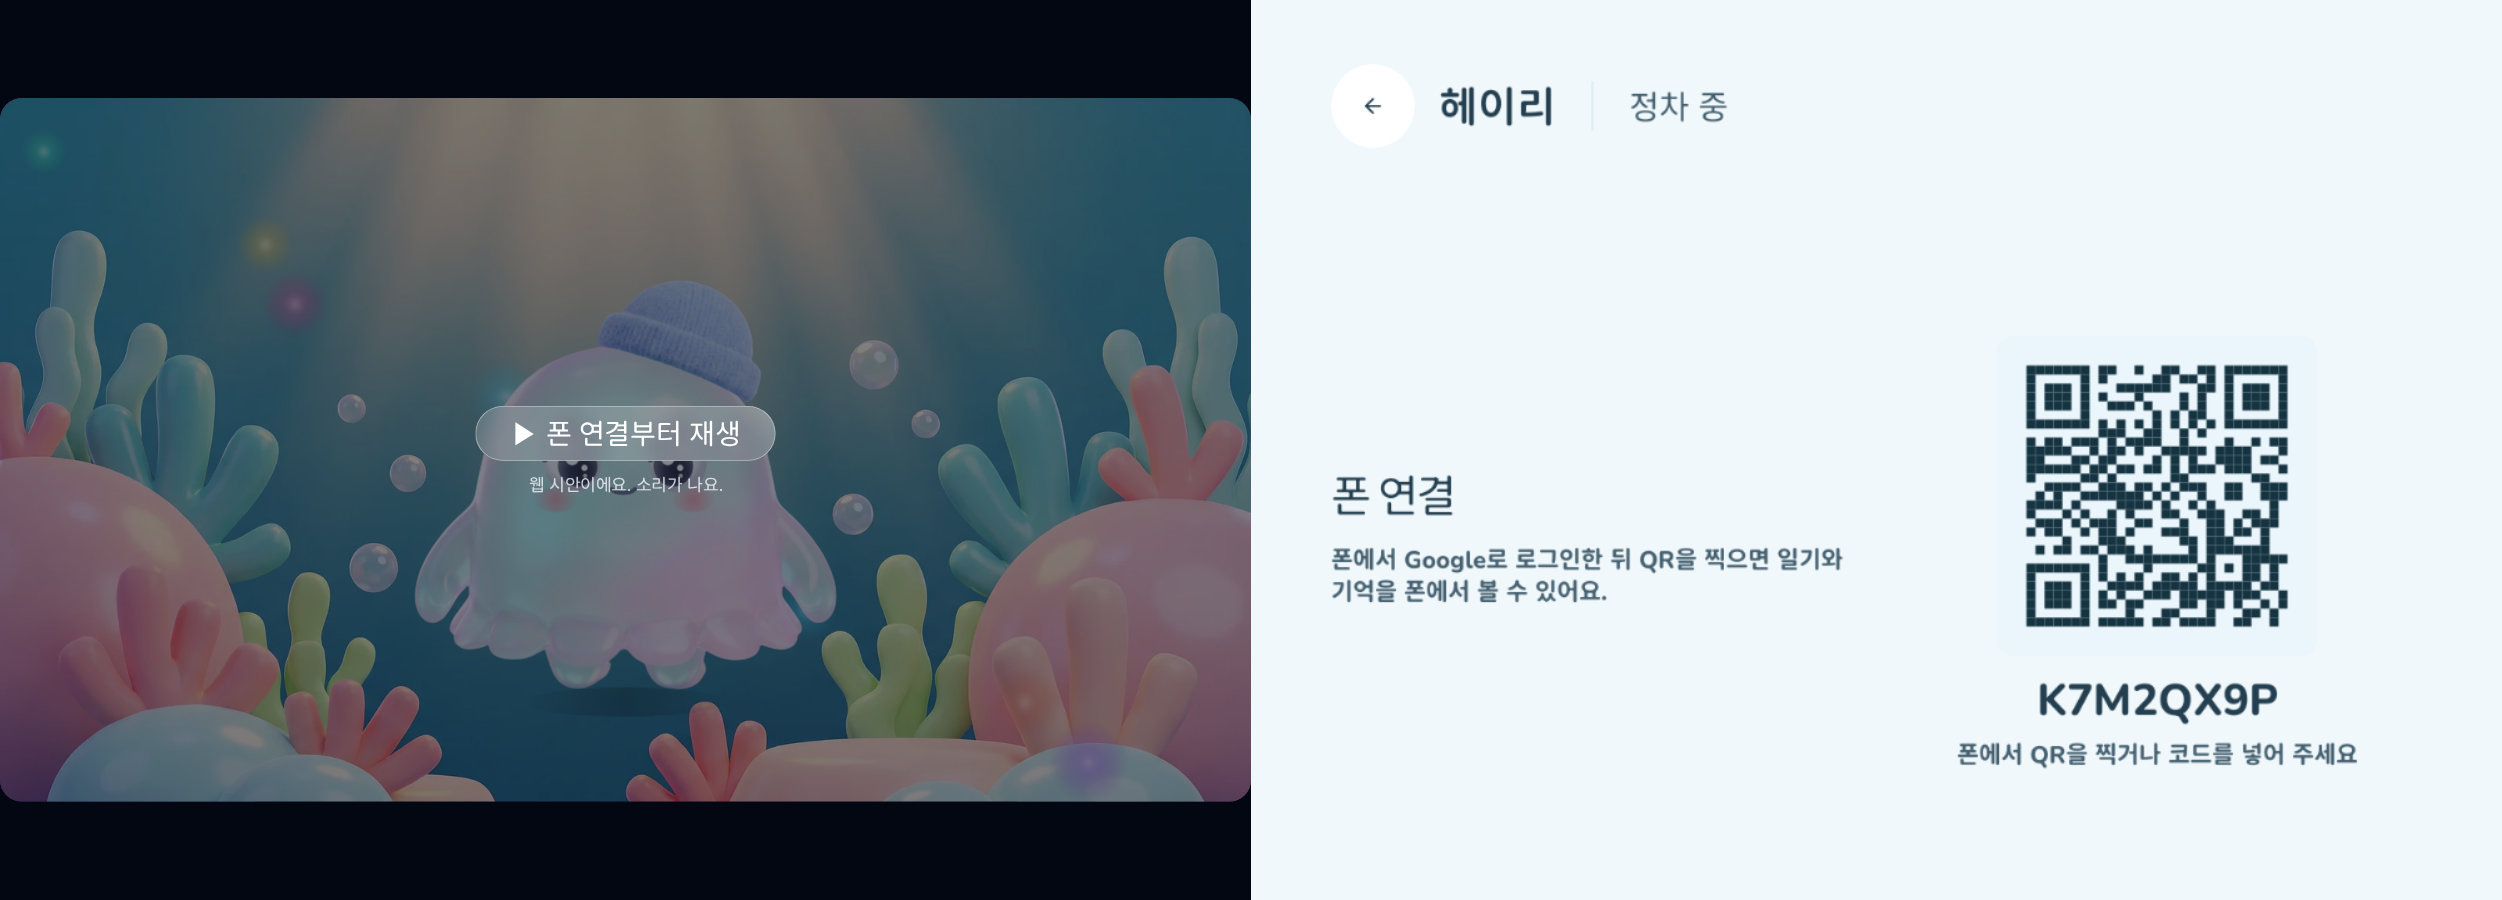 ▶ 폰 연결부터 재생
웹 시안이에요. 소리가 나요.
헤이리
정차 중
폰 연결
폰에서 Google로 로그인한 뒤 QR을 찍으면 일기와
기억을 폰에서 볼 수 있어요.
K7M2QX9P
폰에서 QR을 찍거나 코드를 넣어 주세요